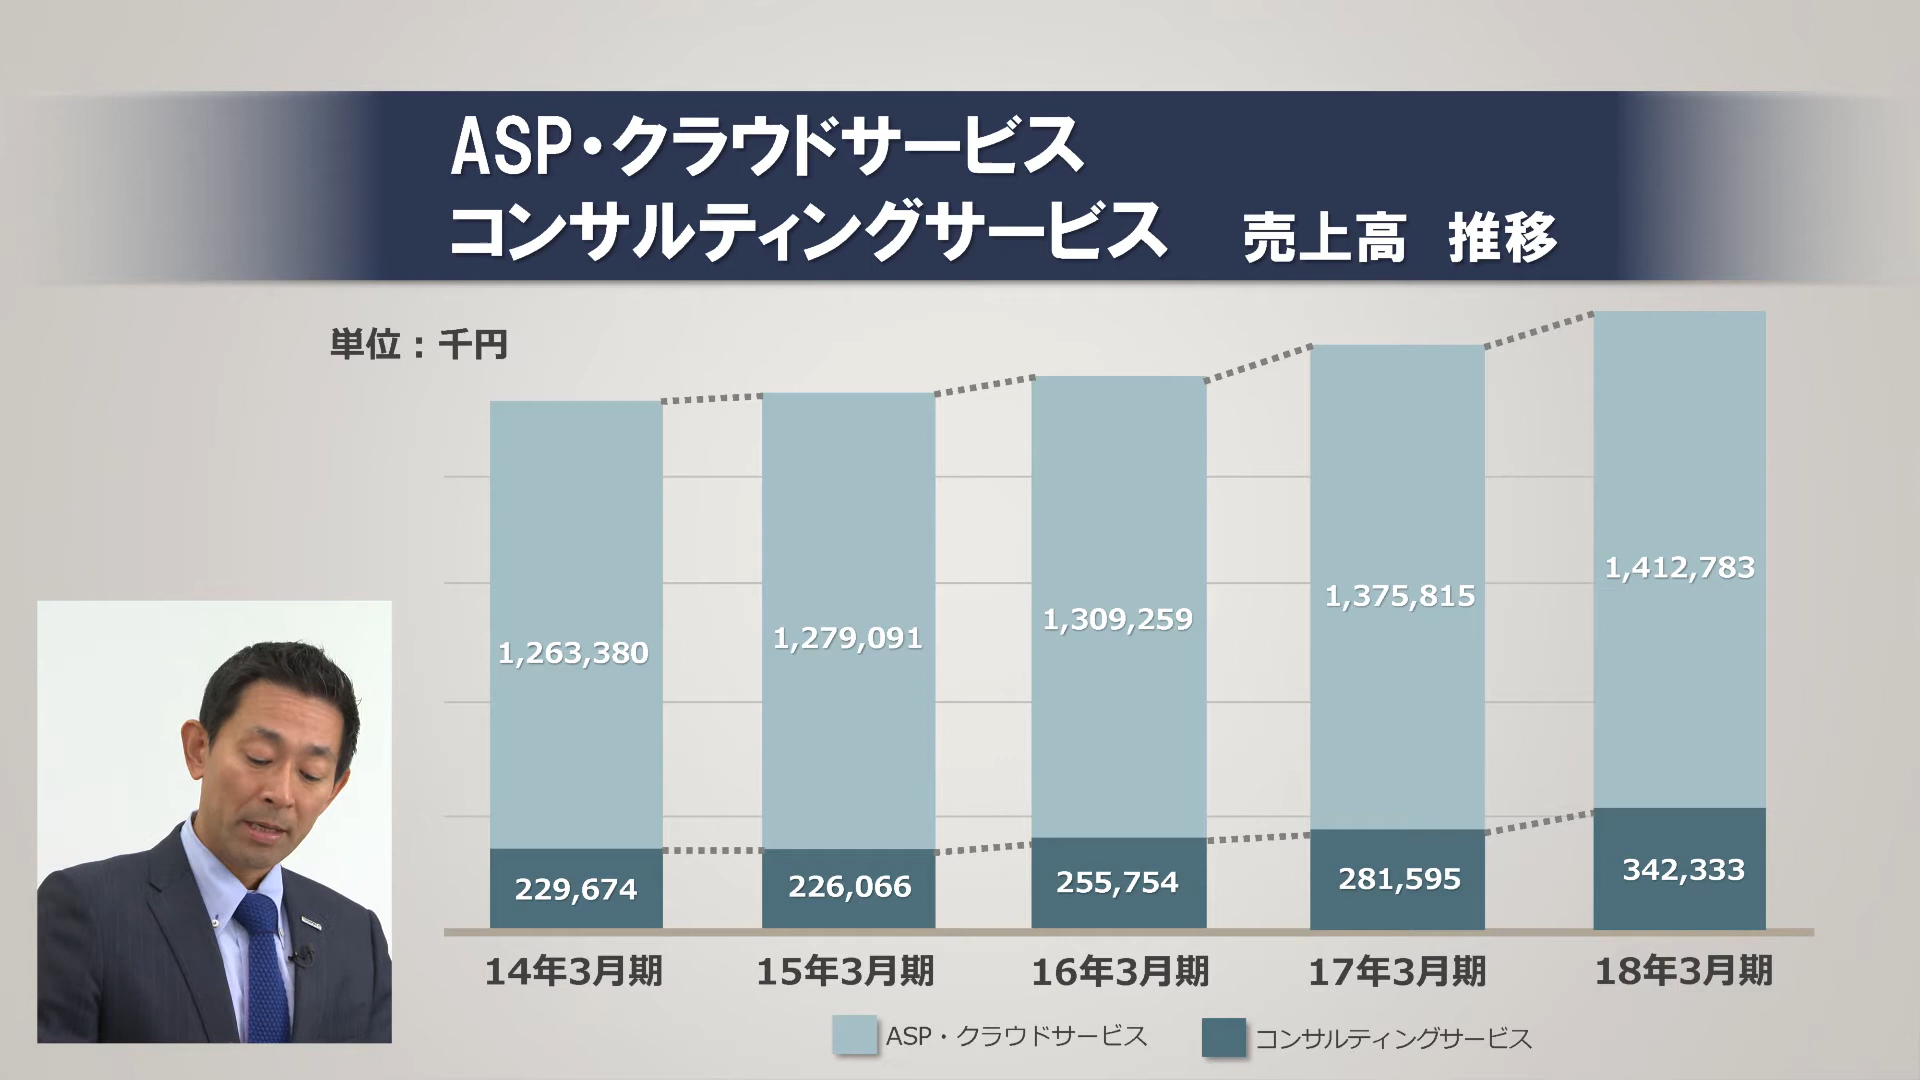 ASP・クラウドサービス
コンサルティングサービス 売上高 推移
単位：千円
1,263,380
1,279,091
1,309,259
1,375,815
1,412,783
229,674
226,066
255,754
281,595
342,333
14年3月期
15年3月期
16年3月期
17年3月期
18年3月期
ASP・クラウドサービス
コンサルティングサービス